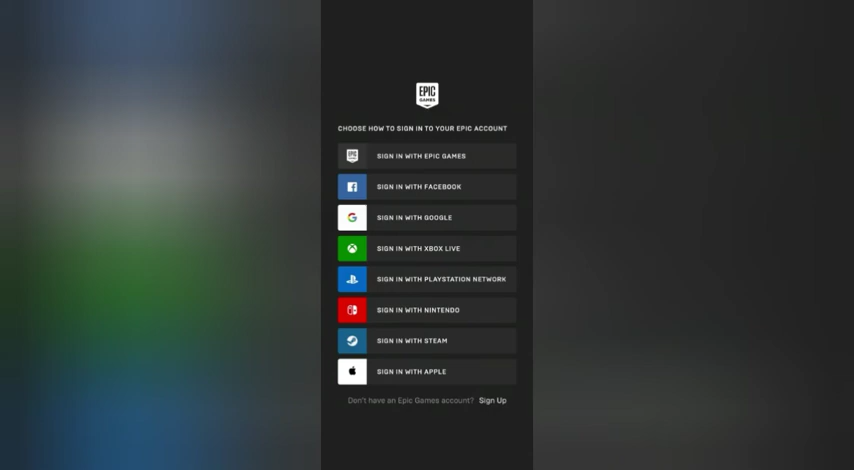 EPIC
GAMES
CHOOSE HOW TO SIGN IN TO YOUR EPIC ACCOUNT
SIGN IN WITH EPIC GAMES
SIGN IN WITH FACEBOOK
SIGN IN WITH GOOGLE
SIGN IN WITH XBOX LIVE
SIGN IN WITH PLAYSTATION NETWORK
SIGN IN WITH NINTENDO
SIGN IN WITH STEAM
SIGN IN WITH APPLE
Don't have an Epic Games account? Sign Up